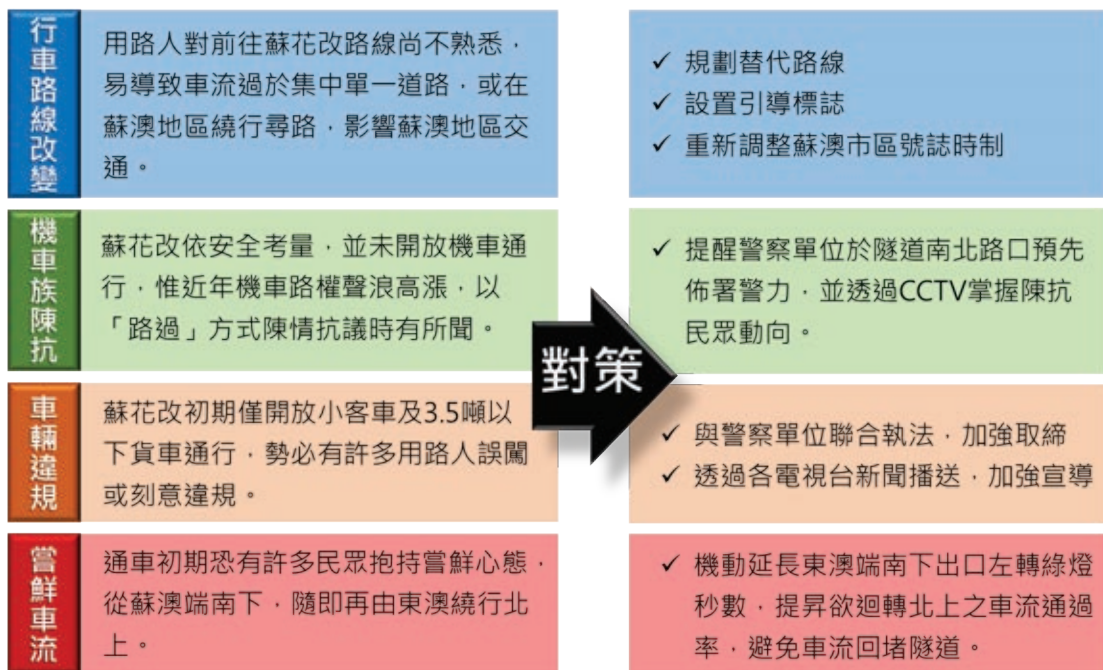 行車路線改變
用路人對前往蘇花改路線尚不熟悉，
易導致車流過於集中單一道路，或在
蘇澳地區繞行尋路，影響蘇澳地區交
通。
✓ 規劃替代路線
✓ 設置引導標誌
✓ 重新調整蘇澳市區號誌時制
機車族陳抗
蘇花改依安全考量，並未開放機車通
行，惟近年機車路權聲浪高漲，以
「路過」方式陳情抗議時有所聞。
✓ 提醒警察單位於隧道南北路口預先
佈署警力，並透過CCTV掌握陳抗
民眾動向。
對策
車輛違規
蘇花改初期僅開放小客車及3.5噸以
下貨車通行，勢必有許多用路人誤闖
或刻意違規。
✓ 與警察單位聯合執法，加強取締
✓ 透過各電視台新聞播送，加強宣導
嘗鮮車流
通車初期恐有許多民眾抱持嘗鮮心態，
從蘇澳端南下，隨即再由東澳繞行北
上。
✓ 機動延長東澳端南下出口左轉綠燈
秒數，提昇欲迴轉北上之車流通過
率，避免車流回堵隧道。